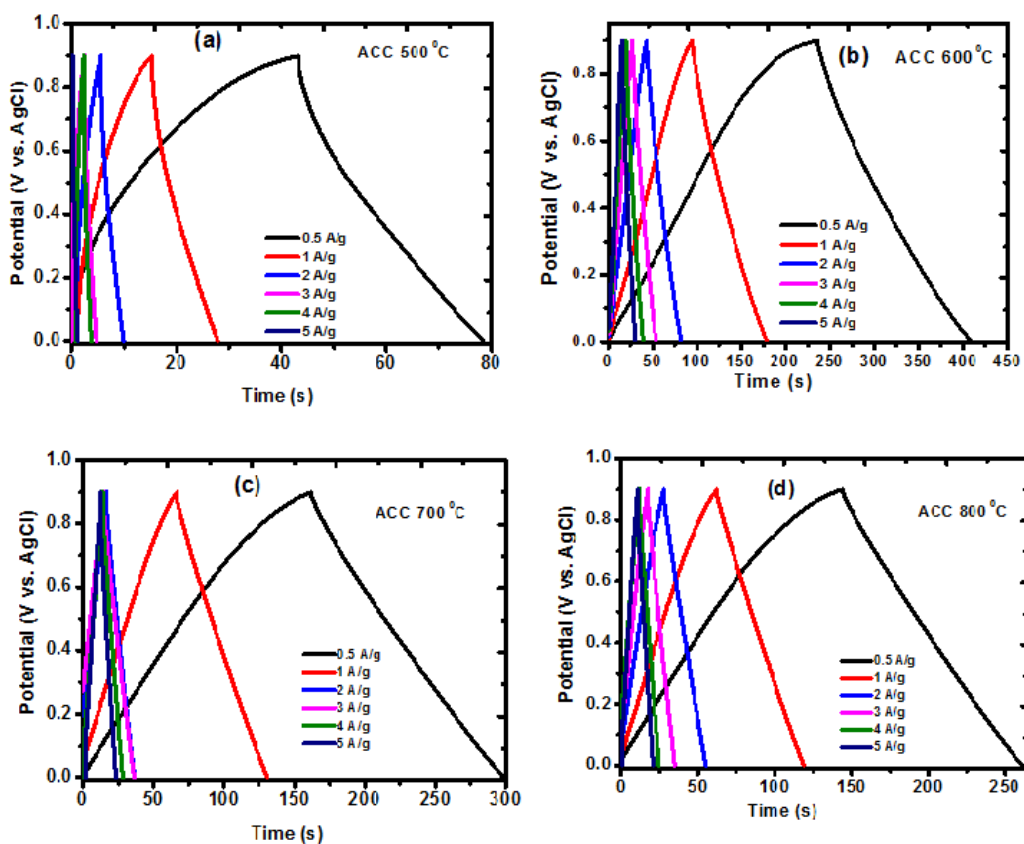 (a)
ACC 500 ⁰C
Potential (V vs. AgCl)
1.0
0.8
0.6
0.4
0.2
0.0
0.5 A/g
1 A/g
2 A/g
3 A/g
4 A/g
5 A/g
0 20 40 60 80
Time (s)
(b)
ACC 600 ⁰C
Potential (V vs. AgCl)
1.0
0.8
0.6
0.4
0.2
0.0
0.5 A/g
1 A/g
2 A/g
3 A/g
4 A/g
5 A/g
0 50 100 150 200 250 300 350 400 450
Time (s)
(c)
ACC 700 ⁰C
Potential (V vs. AgCl)
1.0
0.8
0.6
0.4
0.2
0.0
0.5 A/g
1 A/g
2 A/g
3 A/g
4 A/g
5 A/g
0 50 100 150 200 250 300
Time (s)
(d)
ACC 800 ⁰C
Potential (V vs. AgCl)
1.0
0.8
0.6
0.4
0.2
0.0
0.5 A/g
1 A/g
2 A/g
3 A/g
4 A/g
5 A/g
0 50 100 150 200 250
Time (s)